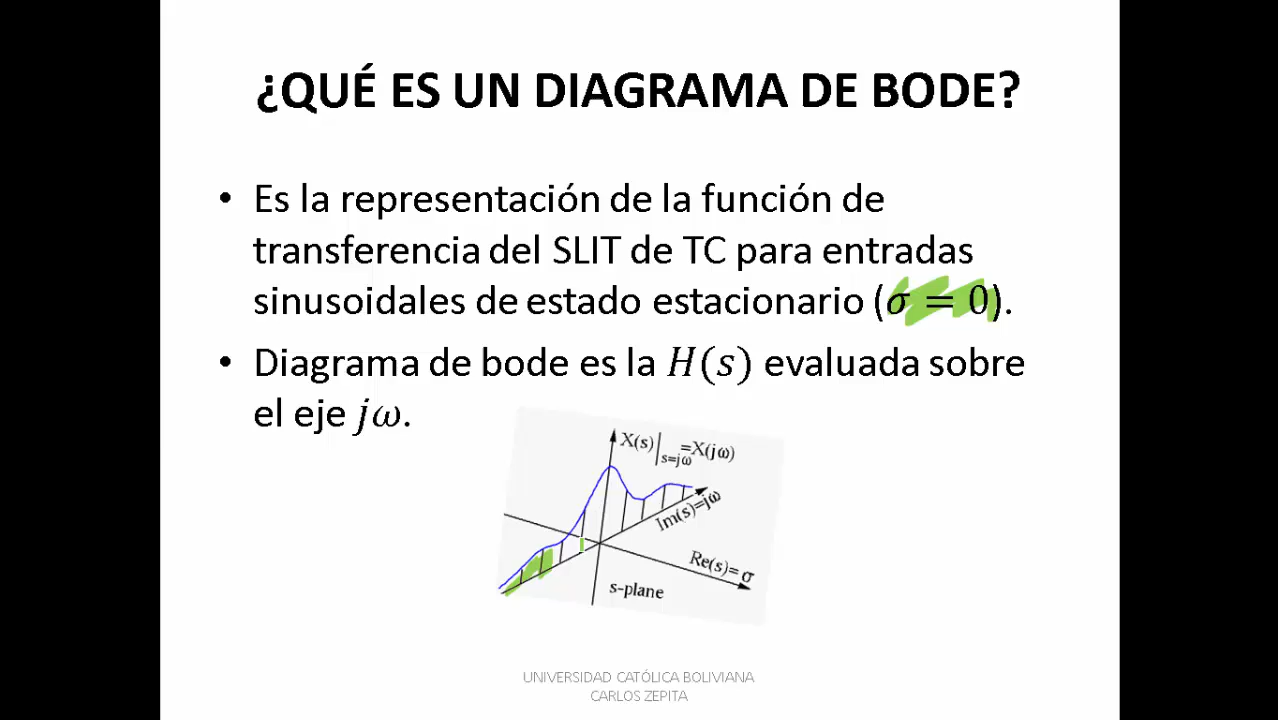 ¿QUÉ ES UN DIAGRAMA DE BODE?
• Es la representación de la función de
transferencia del SLIT de TC para entradas
sinusoidales de estado estacionario (σ = 0).
• Diagrama de bode es la H(s) evaluada sobre
el eje jω.
X(s)|s=jω=X(jω)
Im(s)=jω
Re(s)=σ
s-plane
UNIVERSIDAD CATÓLICA BOLIVIANA
CARLOS ZEPITA